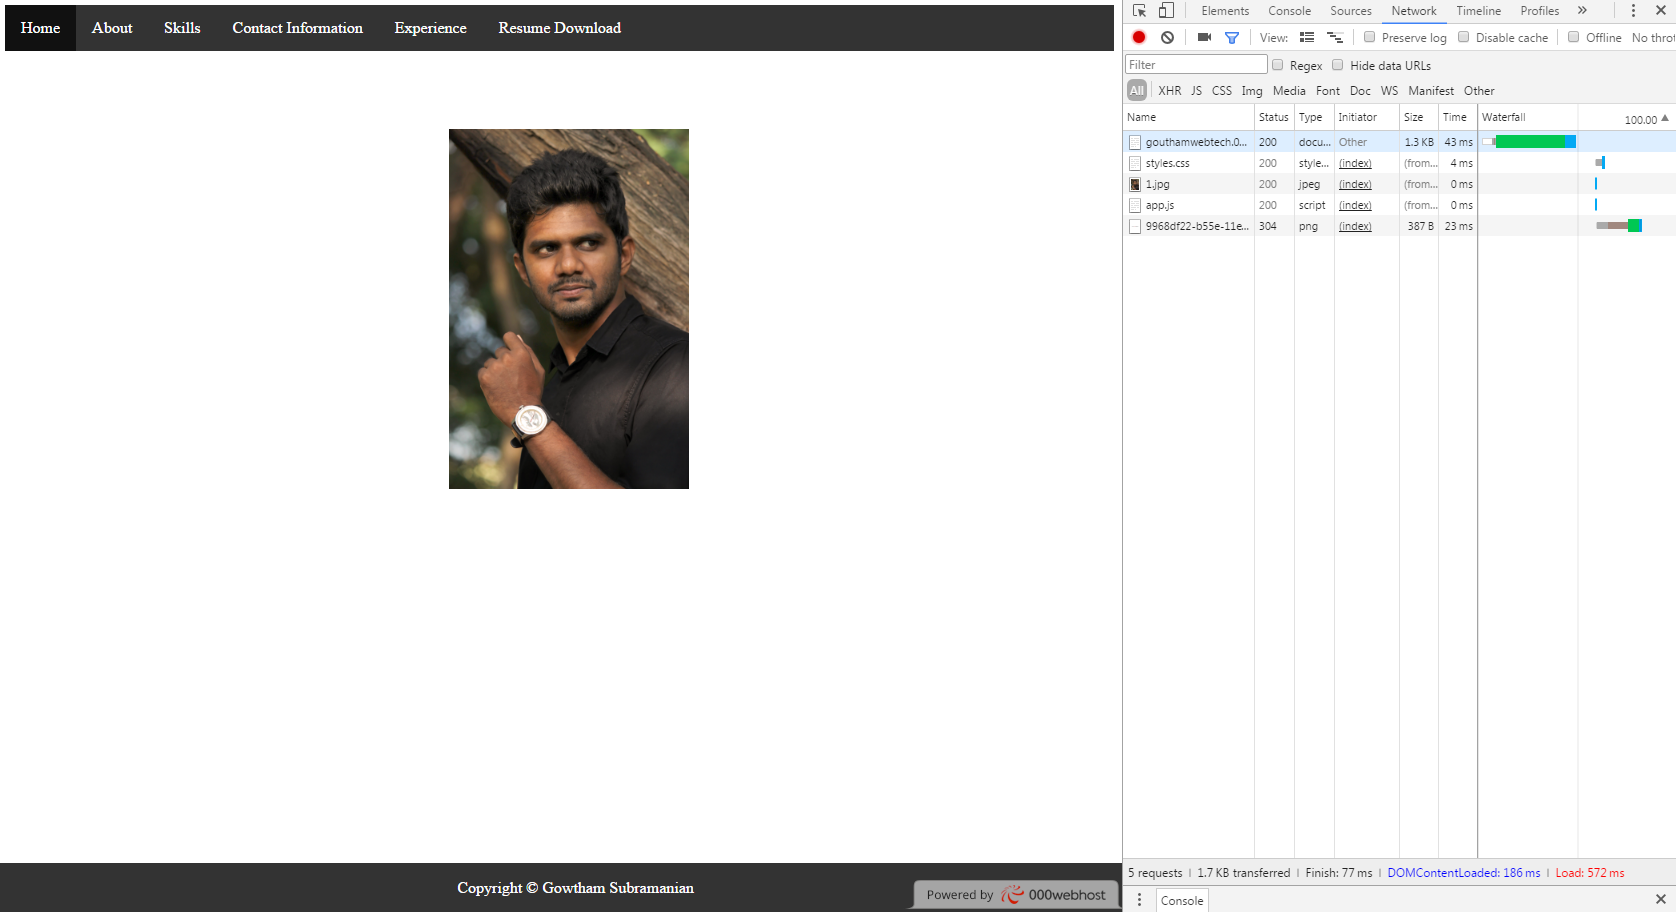 Home About Skills Contact Information Experience Resume Download
Copyright © Gowtham Subramanian
Powered by 000webhost
Elements Console Sources Network Timeline Profiles »
View: Preserve log Disable cache Offline No thro
Filter Regex Hide data URLs
All XHR JS CSS Img Media Font Doc WS Manifest Other
Name Status Type Initiator Size Time Waterfall 100.00
gouthamwebtech.0... 200 docu... Other 1.3 KB 43 ms
styles.css 200 style... (index) (from... 4 ms
1.jpg 200 jpeg (index) (from... 0 ms
app.js 200 script (index) (from... 0 ms
9968df22-b55e-11e... 304 png (index) 387 B 23 ms
5 requests | 1.7 KB transferred | Finish: 77 ms | DOMContentLoaded: 186 ms | Load: 572 ms
Console